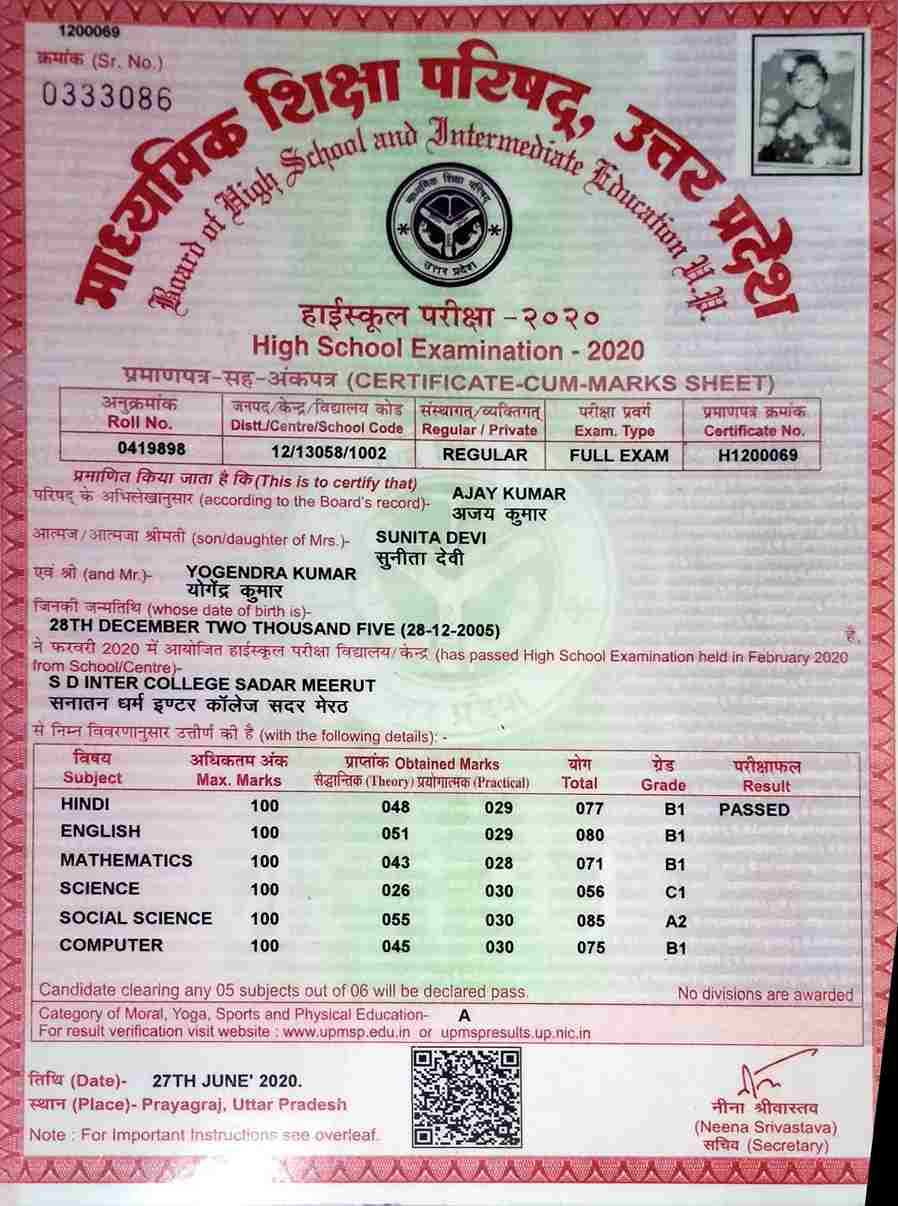 1200069
क्रमांक (Sr. No.)
0333086
माध्यमिक शिक्षा परिषद्, उत्तर प्रदेश
Board of High School and Intermediate Education U.P.
माध्यमिक शिक्षा परिषद्
उत्तर प्रदेश
हाईस्कूल परीक्षा -२०२०
High School Examination - 2020
प्रमाणपत्र-सह-अंकपत्र (CERTIFICATE-CUM-MARKS SHEET)
अनुक्रमांक जनपद/केन्द्र/विद्यालय कोड संस्थागत/व्यक्तिगत परीक्षा प्रवर्ग प्रमाणपत्र क्रमांक
Roll No. Distt./Centre/School Code Regular / Private Exam. Type Certificate No.
0419898 12/13058/1002 REGULAR FULL EXAM H1200069
प्रमाणित किया जाता है कि(This is to certify that)
परिषद् के अभिलेखानुसार (according to the Board's record)- AJAY KUMAR
अजय कुमार
आत्मज/आत्मजा श्रीमती (son/daughter of Mrs.)- SUNITA DEVI
सुनीता देवी
एवं श्री (and Mr.)- YOGENDRA KUMAR
योगेंद्र कुमार
जिनकी जन्मतिथि (whose date of birth is)-
28TH DECEMBER TWO THOUSAND FIVE (28-12-2005) है,
ने फरवरी 2020 में आयोजित हाईस्कूल परीक्षा विद्यालय/केन्द्र (has passed High School Examination held in February 2020
from School/Centre)-
S D INTER COLLEGE SADAR MEERUT
सनातन धर्म इण्टर कॉलेज सदर मेरठ
से निम्न विवरणानुसार उत्तीर्ण की है (with the following details): -
विषय अधिकतम अंक प्राप्तांक Obtained Marks योग ग्रेड परीक्षाफल
Subject Max. Marks सैद्धान्तिक (Theory) प्रयोगात्मक (Practical) Total Grade Result
HINDI 100 048 029 077 B1 PASSED
ENGLISH 100 051 029 080 B1
MATHEMATICS 100 043 028 071 B1
SCIENCE 100 026 030 056 C1
SOCIAL SCIENCE 100 055 030 085 A2
COMPUTER 100 045 030 075 B1
Candidate clearing any 05 subjects out of 06 will be declared pass. No divisions are awarded
Category of Moral, Yoga, Sports and Physical Education- A
For result verification visit website : www.upmsp.edu.in or upmspresults.up.nic.in
तिथि (Date)- 27TH JUNE' 2020.
स्थान (Place)- Prayagraj, Uttar Pradesh
Note : For Important Instructions see overleaf.
नीना श्रीवास्तव
(Neena Srivastava)
सचिव (Secretary)